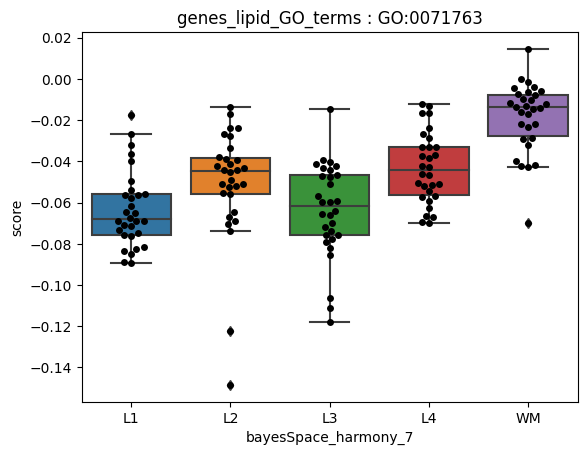 genes_lipid_GO_terms : GO:0071763
0.02
0.00
−0.02
−0.04
−0.06
−0.08
−0.10
−0.12
−0.14
score
L1 L2 L3 L4 WM
bayesSpace_harmony_7